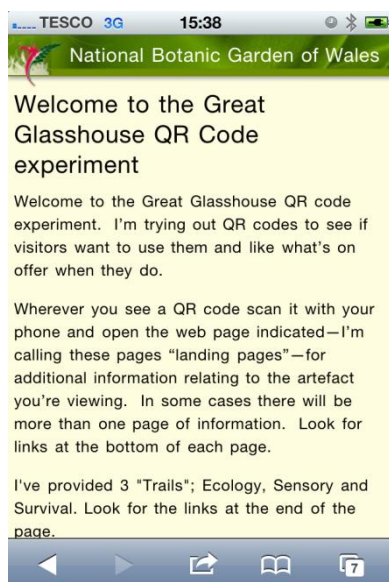 TESCO 3G 15:38
National Botanic Garden of Wales
Welcome to the Great
Glasshouse QR Code
experiment
Welcome to the Great Glasshouse QR code
experiment. I'm trying out QR codes to see if
visitors want to use them and like what's on
offer when they do.
Wherever you see a QR code scan it with your
phone and open the web page indicated—I'm
calling these pages “landing pages”—for
additional information relating to the artefact
you're viewing. In some cases there will be
more than one page of information. Look for
links at the bottom of each page.
I've provided 3 "Trails"; Ecology, Sensory and
Survival. Look for the links at the end of the
page.
7